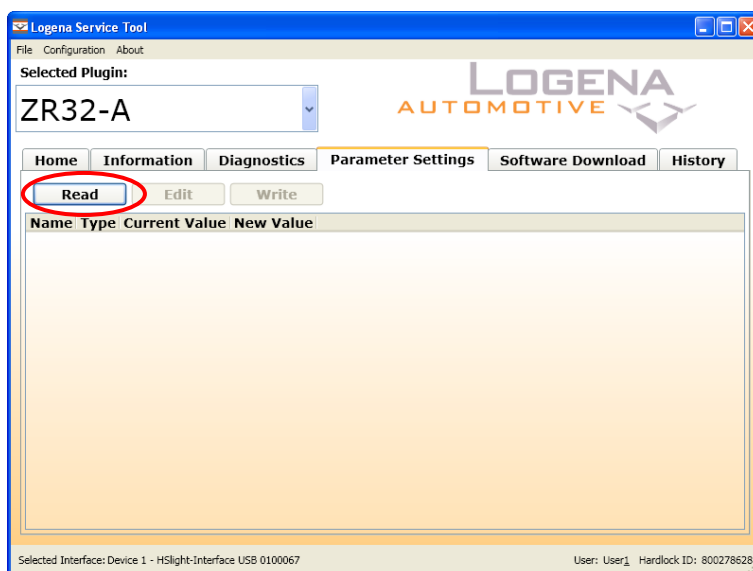 Logena Service Tool
File Configuration About
Selected Plugin:
ZR32-A
LOGENA
AUTOMOTIVE
Home Information Diagnostics Parameter Settings Software Download History
Read Edit Write
Name Type Current Value New Value
Selected Interface: Device 1 - HSlight-Interface USB 0100067 User: User1 Hardlock ID: 800278628